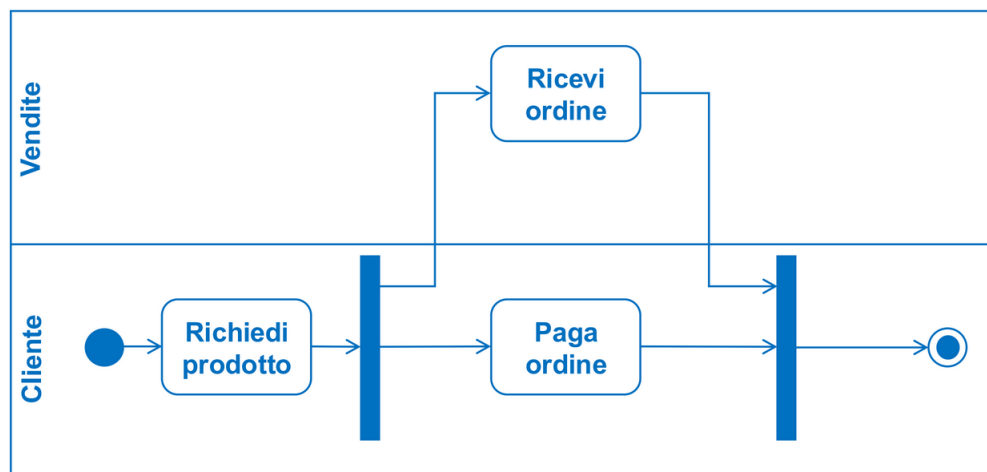 Vendite
Ricevi
ordine
Cliente
Richiedi
prodotto
Paga
ordine